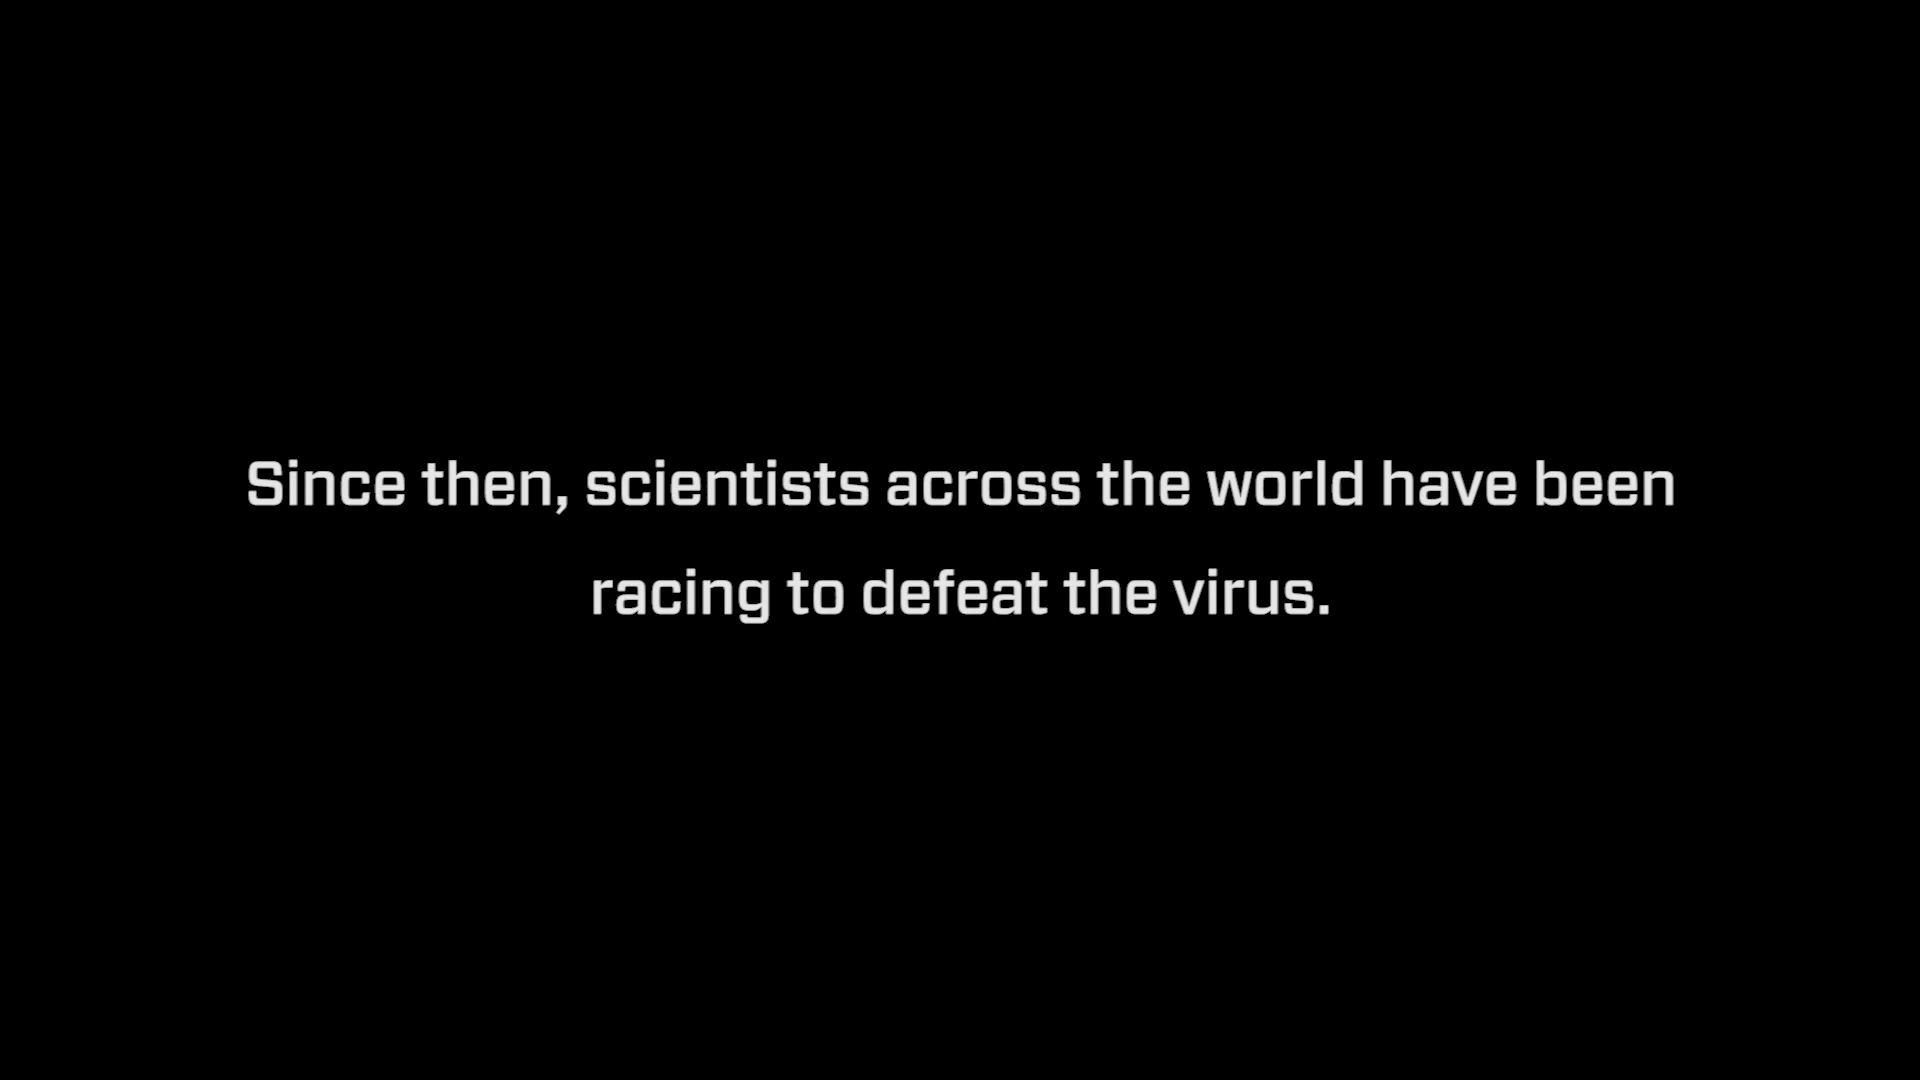 Since then, scientists across the world have been
racing to defeat the virus.